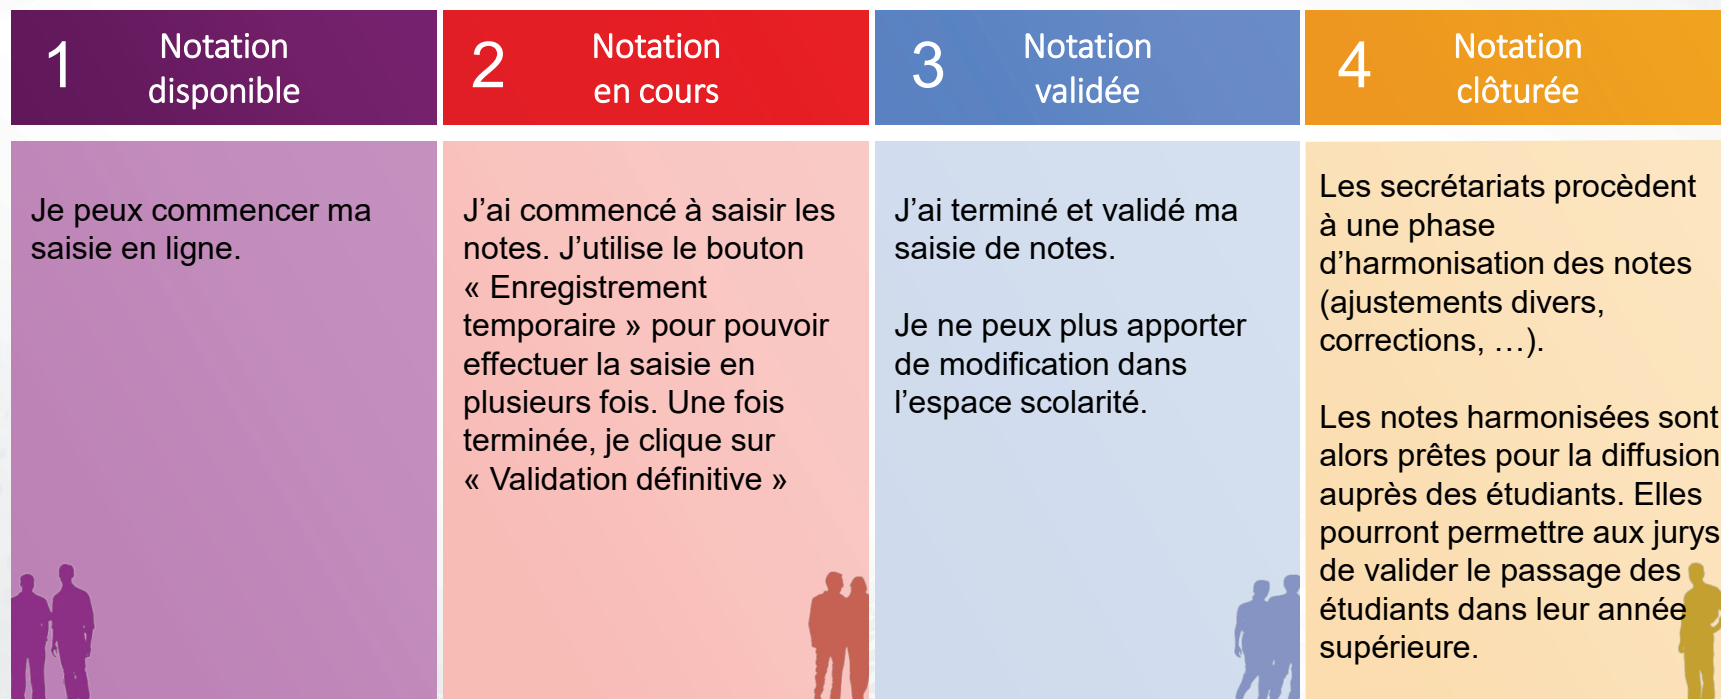 1
Notation
disponible
Je peux commencer ma
saisie en ligne.
2
Notation
en cours
J’ai commencé à saisir les
notes. J’utilise le bouton
« Enregistrement
temporaire » pour pouvoir
effectuer la saisie en
plusieurs fois. Une fois
terminée, je clique sur
« Validation définitive »
3
Notation
validée
J’ai terminé et validé ma
saisie de notes.
Je ne peux plus apporter
de modification dans
l’espace scolarité.
4
Notation
clôturée
Les secrétariats procèdent
à une phase
d’harmonisation des notes
(ajustements divers,
corrections, …).
Les notes harmonisées sont
alors prêtes pour la diffusion
auprès des étudiants. Elles
pourront permettre aux jurys
de valider le passage des
étudiants dans leur année
supérieure.